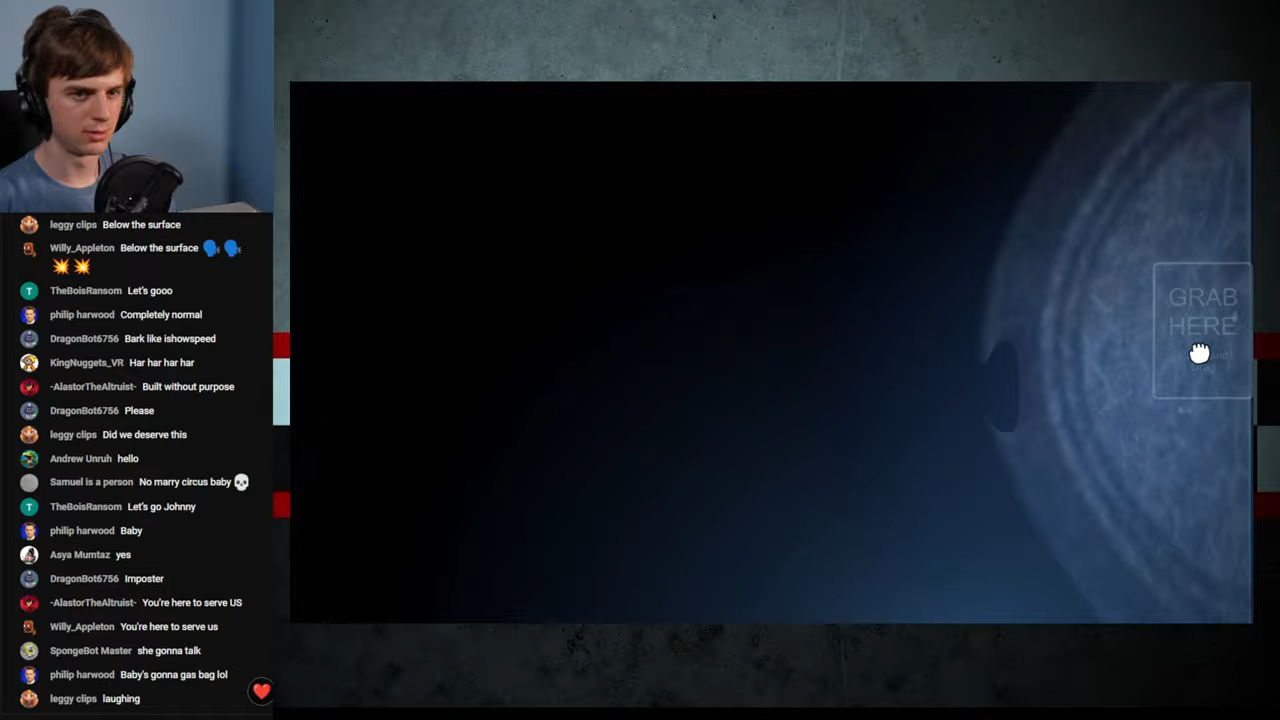 leggy clips Below the surface
Willy_Appleton Below the surface 🗣️ 🗣️
💥 💥
TheBoisRansom Let's gooo
philip harwood Completely normal
DragonBot6756 Bark like ishowspeed
KingNuggets_VR Har har har har
-AlastorTheAltruist- Built without purpose
DragonBot6756 Please
leggy clips Did we deserve this
Andrew Unruh hello
Samuel is a person No marry circus baby 💀
T
TheBoisRansom Let's go Johnny
philip harwood Baby
Asya Mumtaz yes
DragonBot6756 Imposter
-AlastorTheAltruist- You're here to serve US
Willy_Appleton You're here to serve us
SpongeBot Master she gonna talk
philip harwood Baby's gonna gas bag lol
leggy clips laughing
GRAB
HERE
Drag